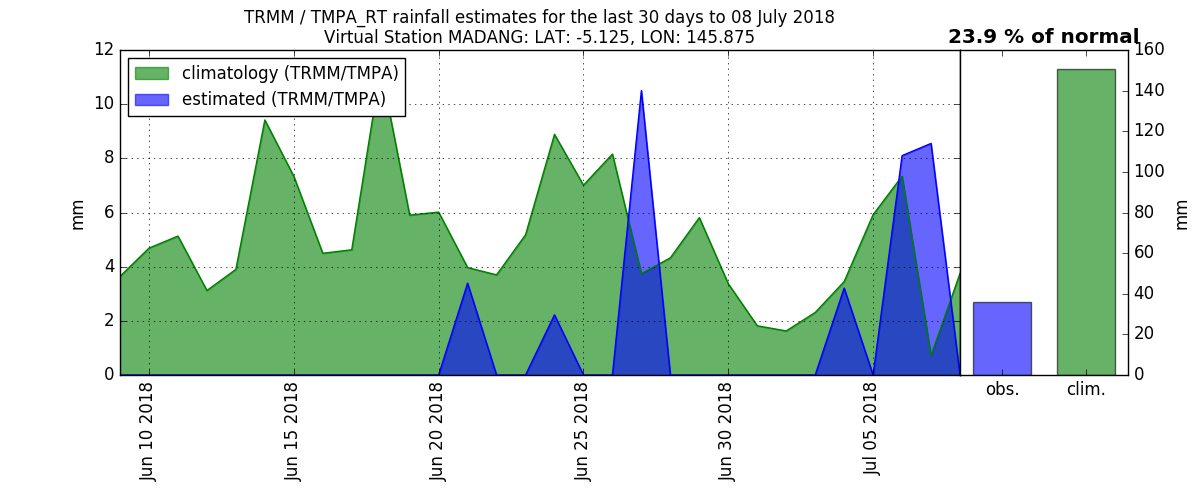 TRMM / TMPA_RT rainfall estimates for the last 30 days to 08 July 2018
Virtual Station MADANG: LAT: -5.125, LON: 145.875
23.9 % of normal
climatology (TRMM/TMPA)
estimated (TRMM/TMPA)
mm
12
10
8
6
4
2
0
Jun 10 2018
Jun 15 2018
Jun 20 2018
Jun 25 2018
Jun 30 2018
Jul 05 2018
obs.
clim.
160
140
120
100
80
60
40
20
0
mm